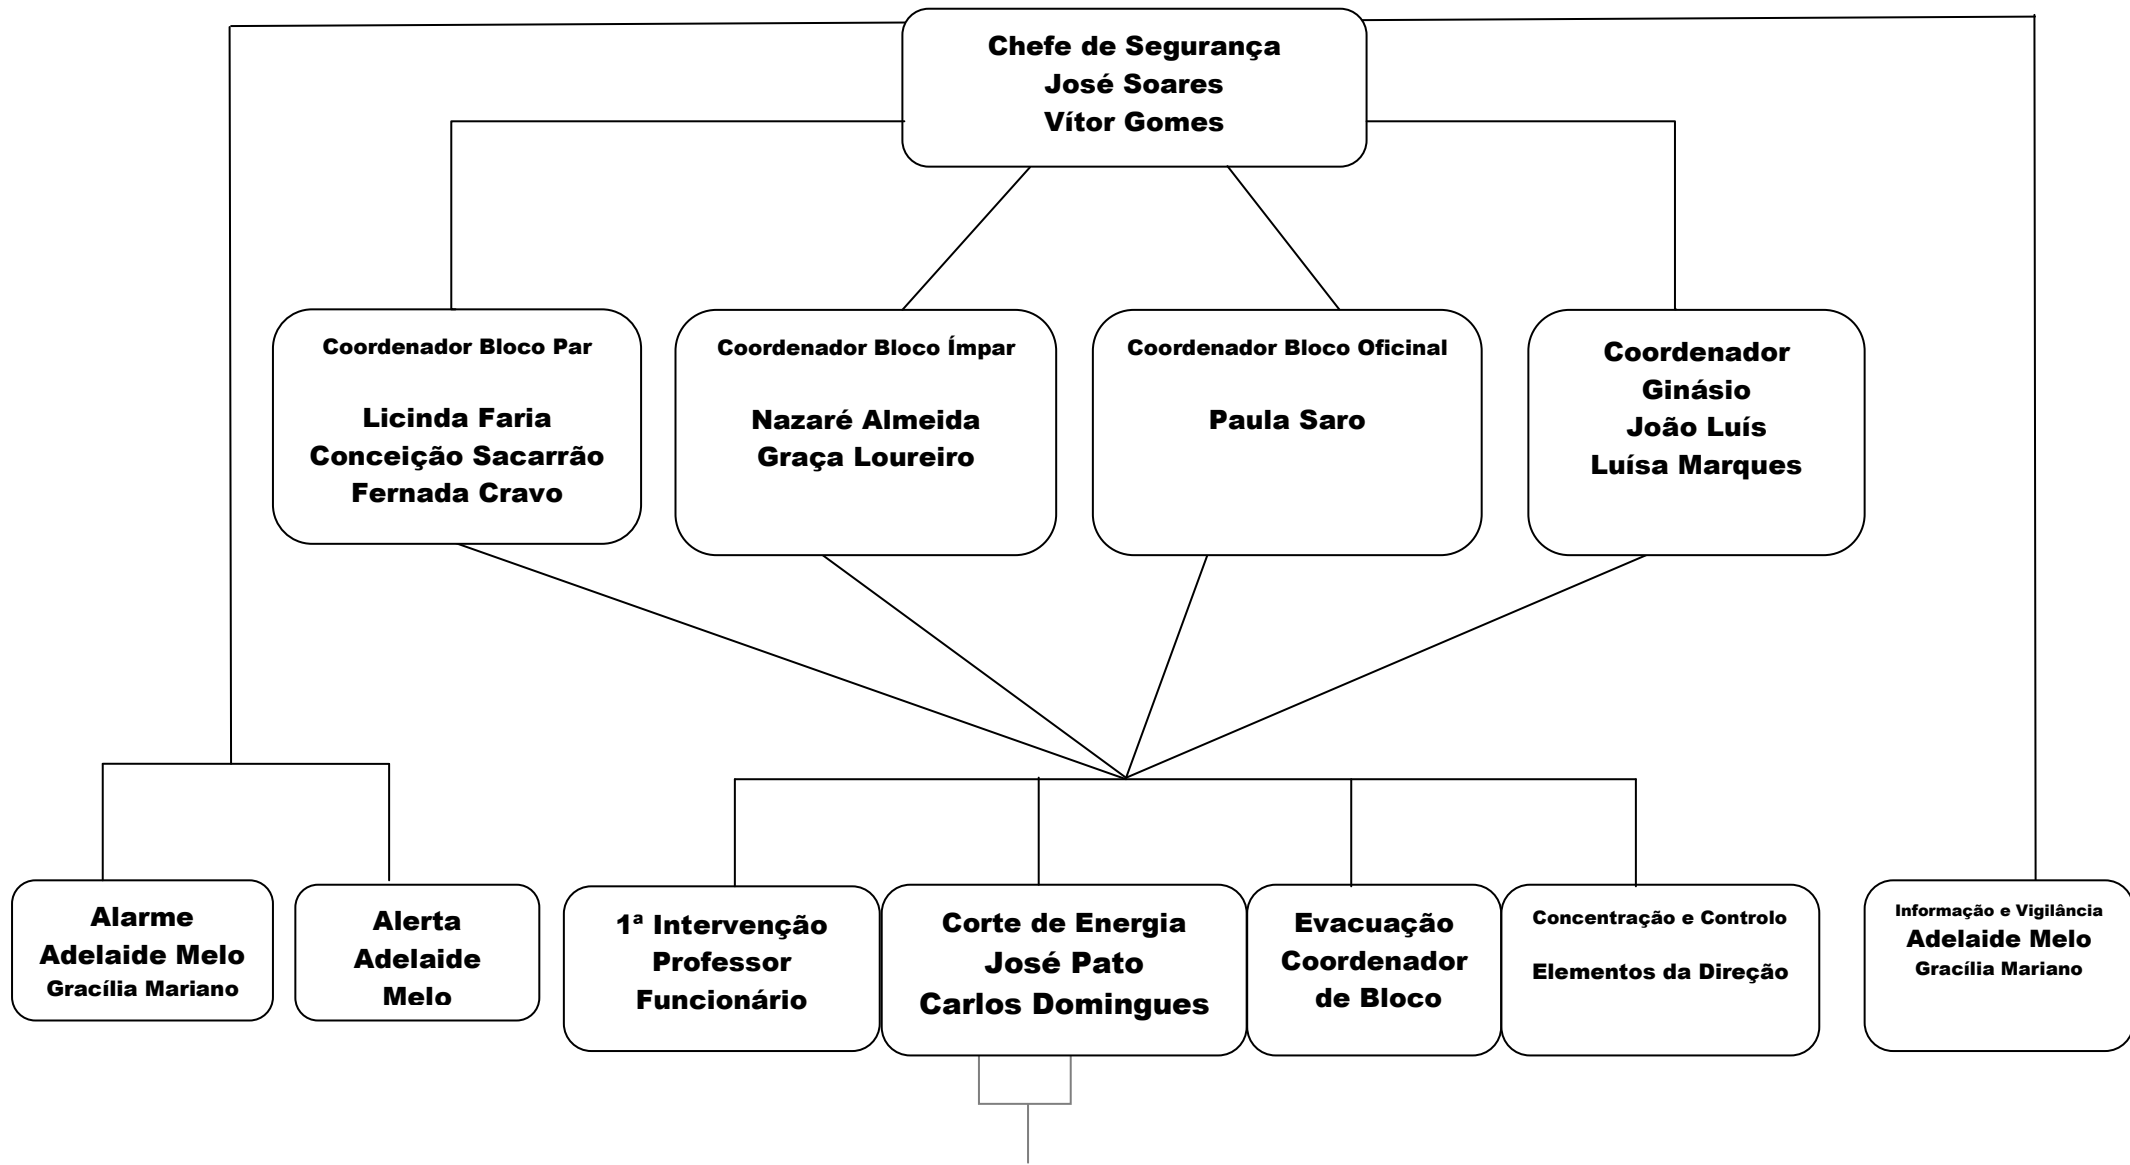 Chefe de Segurança
José Soares
Vítor Gomes
Coordenador Bloco Par
Licinda Faria
Conceição Sacarrão
Fernada Cravo
Coordenador Bloco Ímpar
Nazaré Almeida
Graça Loureiro
Coordenador Bloco Oficinal
Paula Saro
Coordenador
Ginásio
João Luís
Luísa Marques
Alarme
Adelaide Melo
Gracília Mariano
Alerta
Adelaide
Melo
1ª Intervenção
Professor
Funcionário
Corte de Energia
José Pato
Carlos Domingues
Evacuação
Coordenador
de Bloco
Concentração e Controlo
Elementos da Direção
Informação e Vigilância
Adelaide Melo
Gracília Mariano